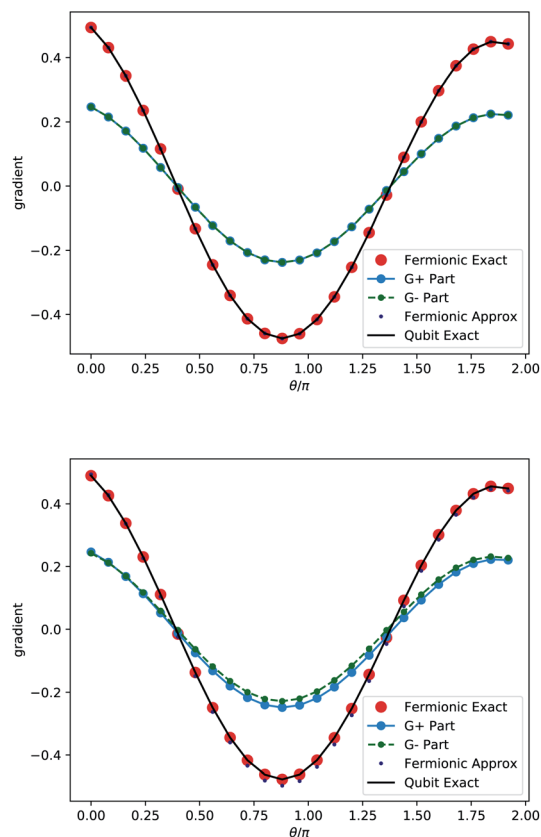 0.4
0.2
0.0
−0.2
−0.4
gradient
0.00 0.25 0.50 0.75 1.00 1.25 1.50 1.75 2.00
θ/π
Fermionic Exact
G+ Part
G- Part
Fermionic Approx
Qubit Exact
0.4
0.2
0.0
−0.2
−0.4
gradient
0.00 0.25 0.50 0.75 1.00 1.25 1.50 1.75 2.00
θ/π
Fermionic Exact
G+ Part
G- Part
Fermionic Approx
Qubit Exact